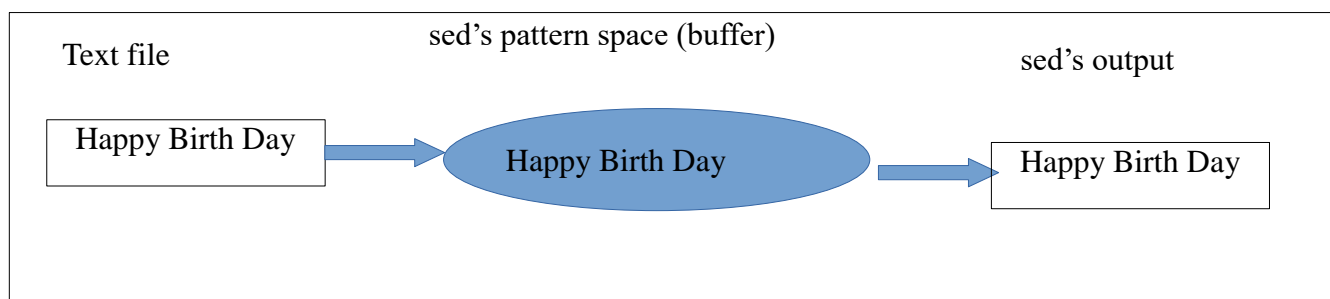 Text file
sed’s pattern space (buffer)
sed’s output
Happy Birth Day
Happy Birth Day
Happy Birth Day